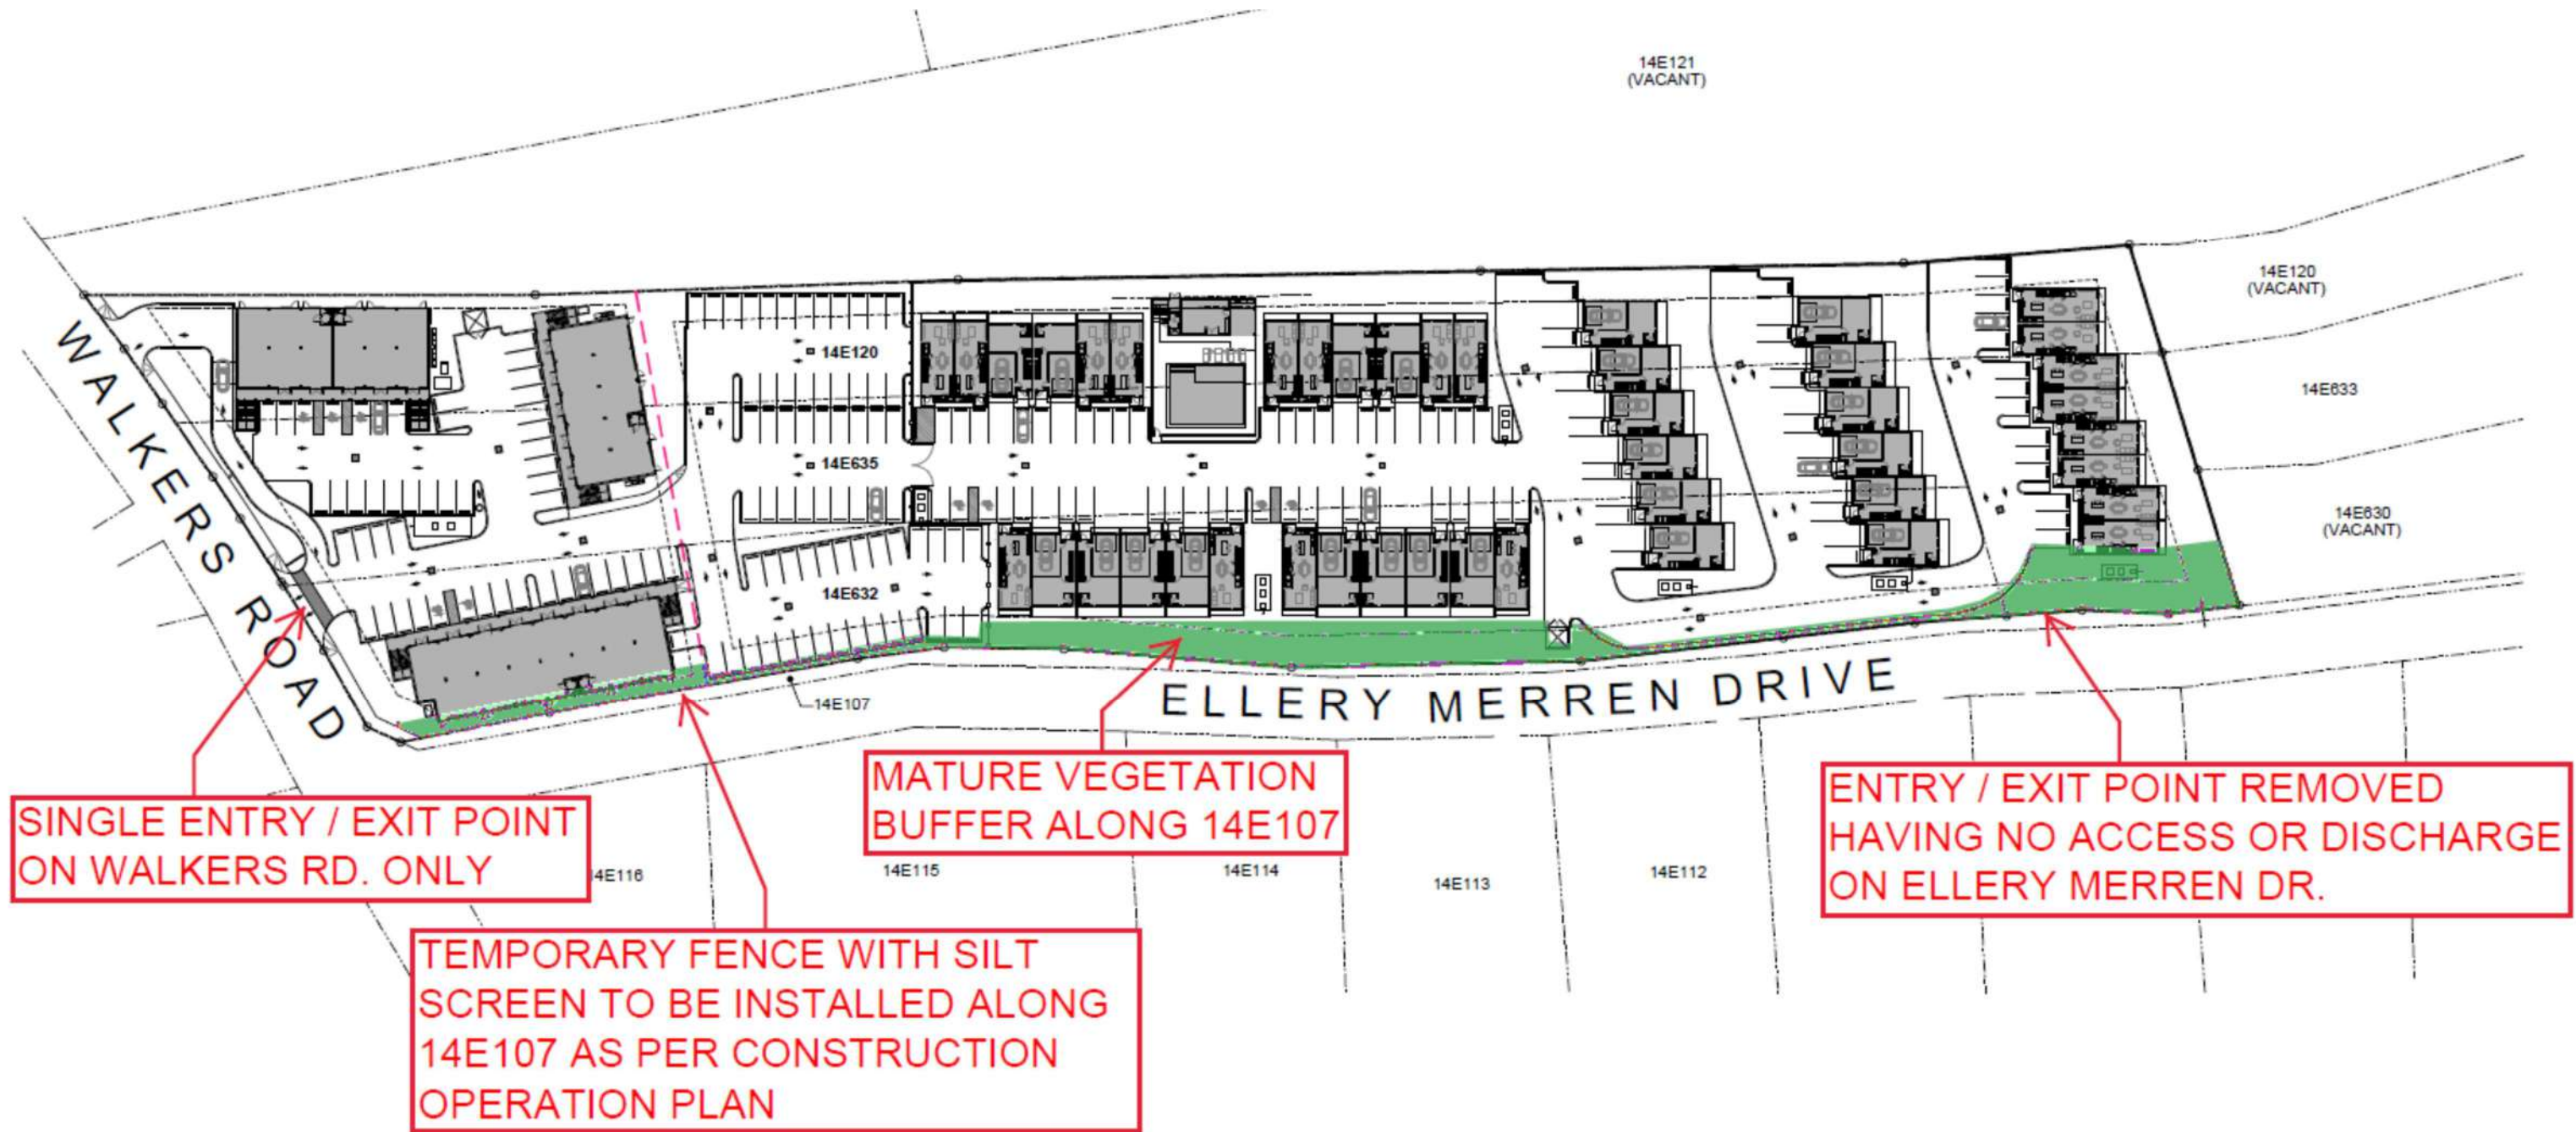 14E121
(VACANT)
14E120
(VACANT)
14E633
14E630
(VACANT)
14E120
14E635
14E632
WALKERS ROAD
14E107
ELLERY MERREN DRIVE
SINGLE ENTRY / EXIT POINT
ON WALKERS RD. ONLY
MATURE VEGETATION
BUFFER ALONG 14E107
ENTRY / EXIT POINT REMOVED
HAVING NO ACCESS OR DISCHARGE
ON ELLERY MERREN DR.
4E116
14E115
14E114
14E113
14E112
TEMPORARY FENCE WITH SILT
SCREEN TO BE INSTALLED ALONG
14E107 AS PER CONSTRUCTION
OPERATION PLAN